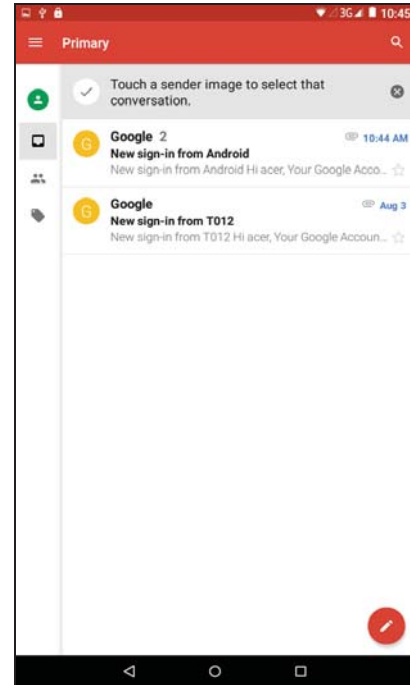 3G 10:45
Primary
Touch a sender image to select that
conversation.
G
Google 2 10:44 AM
New sign-in from Android
New sign-in from Android Hi acer, Your Google Acco...
G
Google Aug 3
New sign-in from T012
New sign-in from T012 Hi acer, Your Google Accoun...